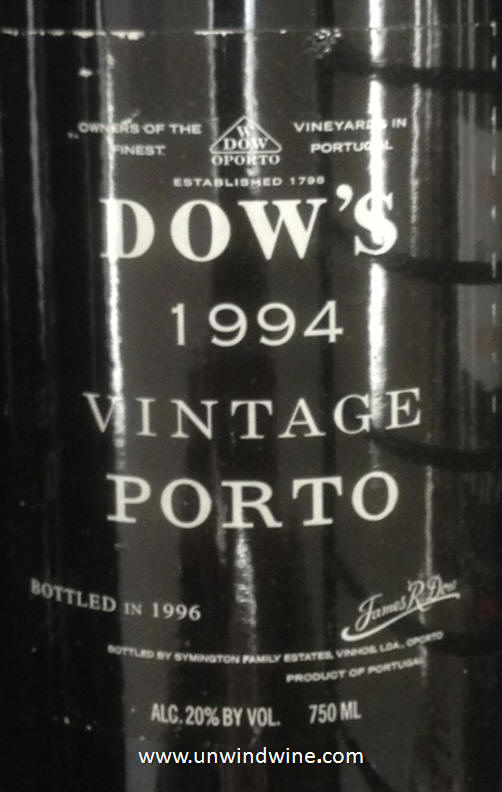 OWNERS OF THE FINEST
W
DOW
OPORTO
VINEYARDS IN PORTUGAL
ESTABLISHED 1798
DOW'S
1994
VINTAGE
PORTO
BOTTLED IN 1996
James R Dow
BOTTLED BY SYMINGTON FAMILY ESTATES, VINHOS, LDA., OPORTO
PRODUCT OF PORTUGAL
ALC. 20% BY VOL. 750 ML
www.unwindwine.com